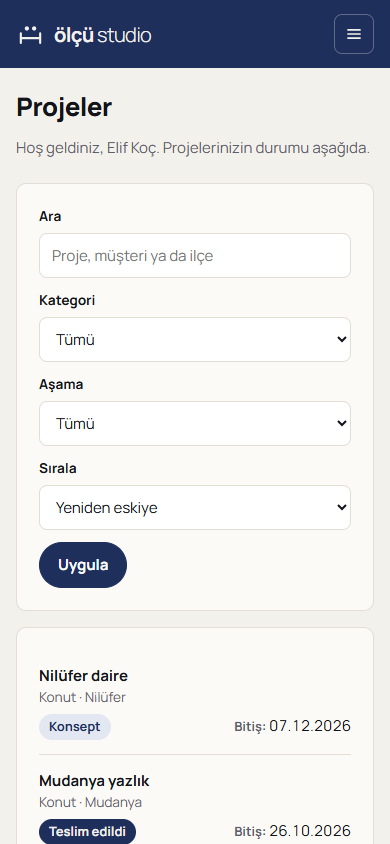 ölçü studio
Projeler
Hoş geldiniz, Elif Koç. Projelerinizin durumu aşağıda.
Ara
Proje, müşteri ya da ilçe
Kategori
Tümü
Aşama
Tümü
Sırala
Yeniden eskiye
Uygula
Nilüfer daire
Konut · Nilüfer
Konsept Bitiş: 07.12.2026
Mudanya yazlık
Konut · Mudanya
Teslim edildi Bitiş: 26.10.2026